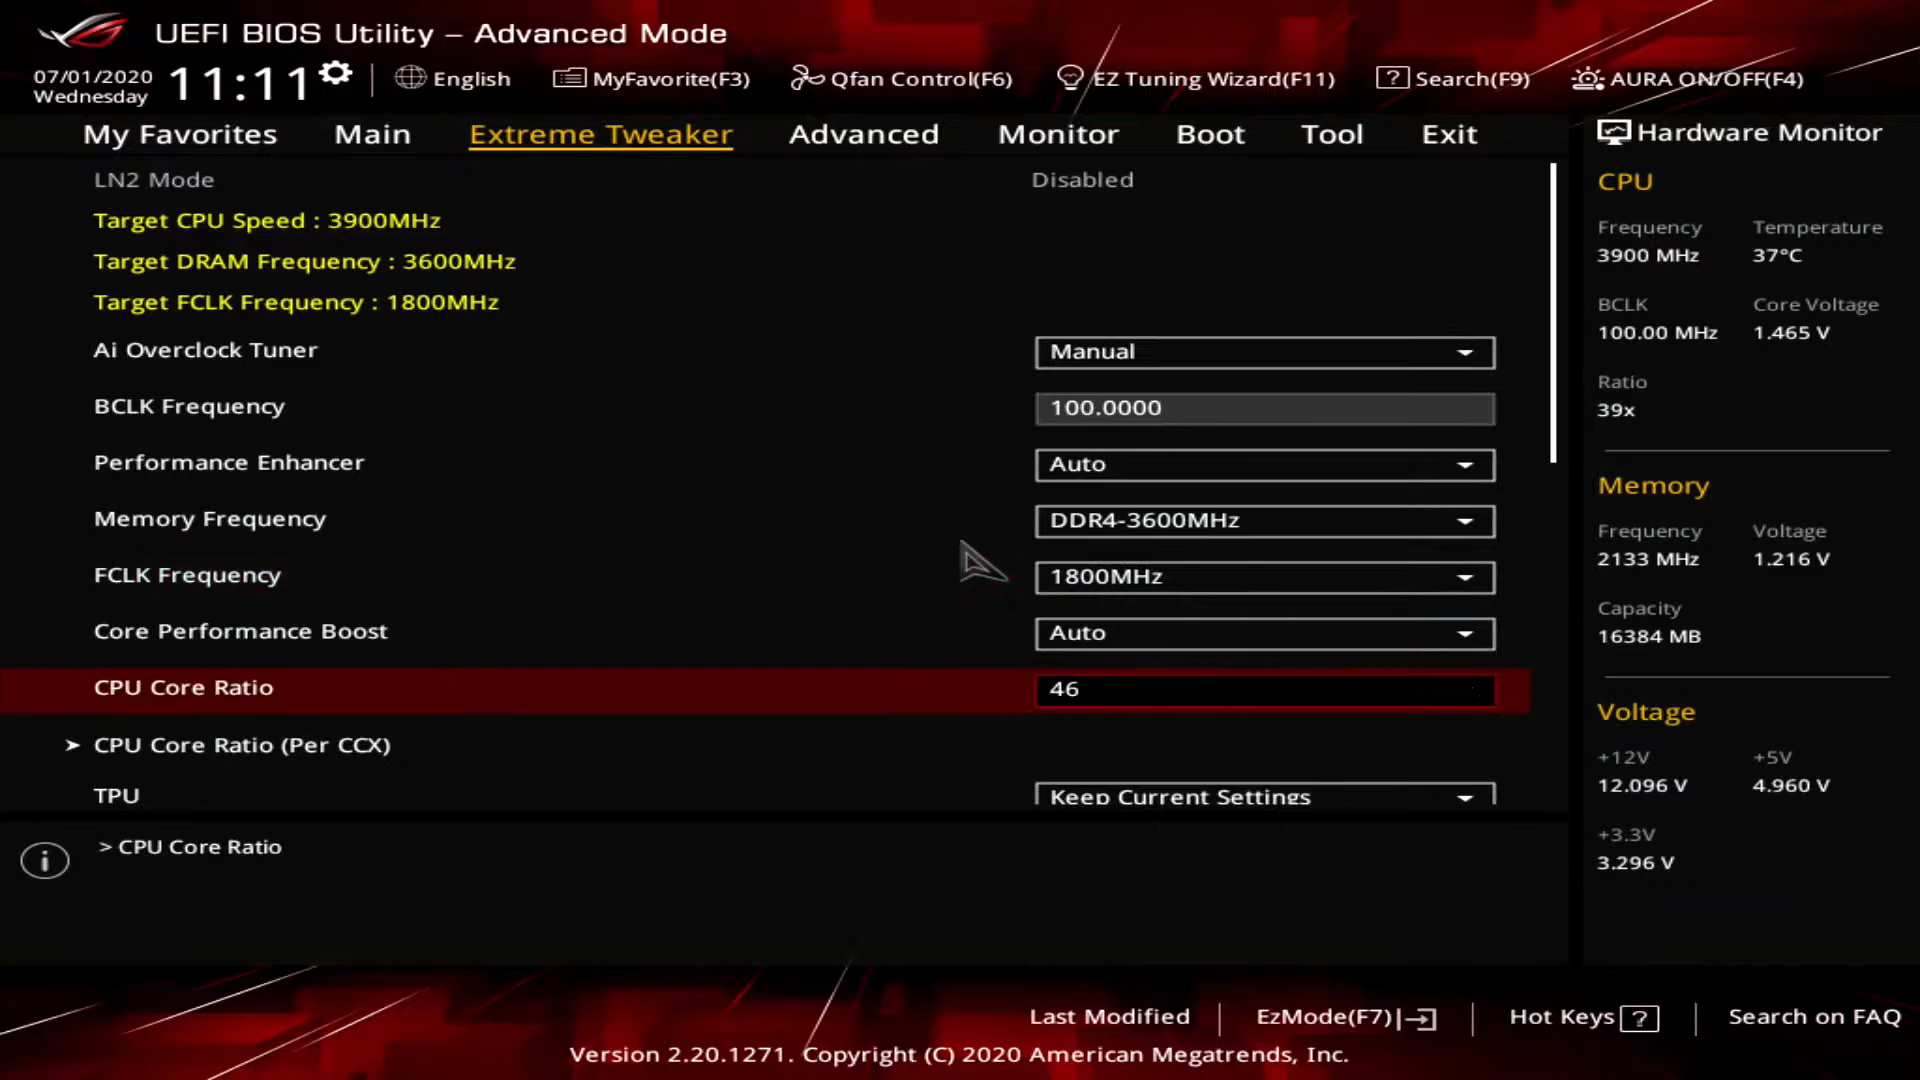 UEFI BIOS Utility – Advanced Mode
07/01/2020
Wednesday
11:11
English
MyFavorite(F3)
Qfan Control(F6)
EZ Tuning Wizard(F11)
Search(F9)
AURA ON/OFF(F4)
My Favorites
Main
Extreme Tweaker
Advanced
Monitor
Boot
Tool
Exit
LN2 Mode Disabled
Target CPU Speed : 3900MHz
Target DRAM Frequency : 3600MHz
Target FCLK Frequency : 1800MHz
Ai Overclock Tuner Manual
BCLK Frequency 100.0000
Performance Enhancer Auto
Memory Frequency DDR4-3600MHz
FCLK Frequency 1800MHz
Core Performance Boost Auto
CPU Core Ratio 46
CPU Core Ratio (Per CCX)
TPU Keep Current Settings
> CPU Core Ratio
Hardware Monitor
CPU
Frequency Temperature
3900 MHz 37°C
BCLK Core Voltage
100.00 MHz 1.465 V
Ratio
39x
Memory
Frequency Voltage
2133 MHz 1.216 V
Capacity
16384 MB
Voltage
+12V +5V
12.096 V 4.960 V
+3.3V
3.296 V
Last Modified
EzMode(F7)
Hot Keys ?
Search on FAQ
Version 2.20.1271. Copyright (C) 2020 American Megatrends, Inc.